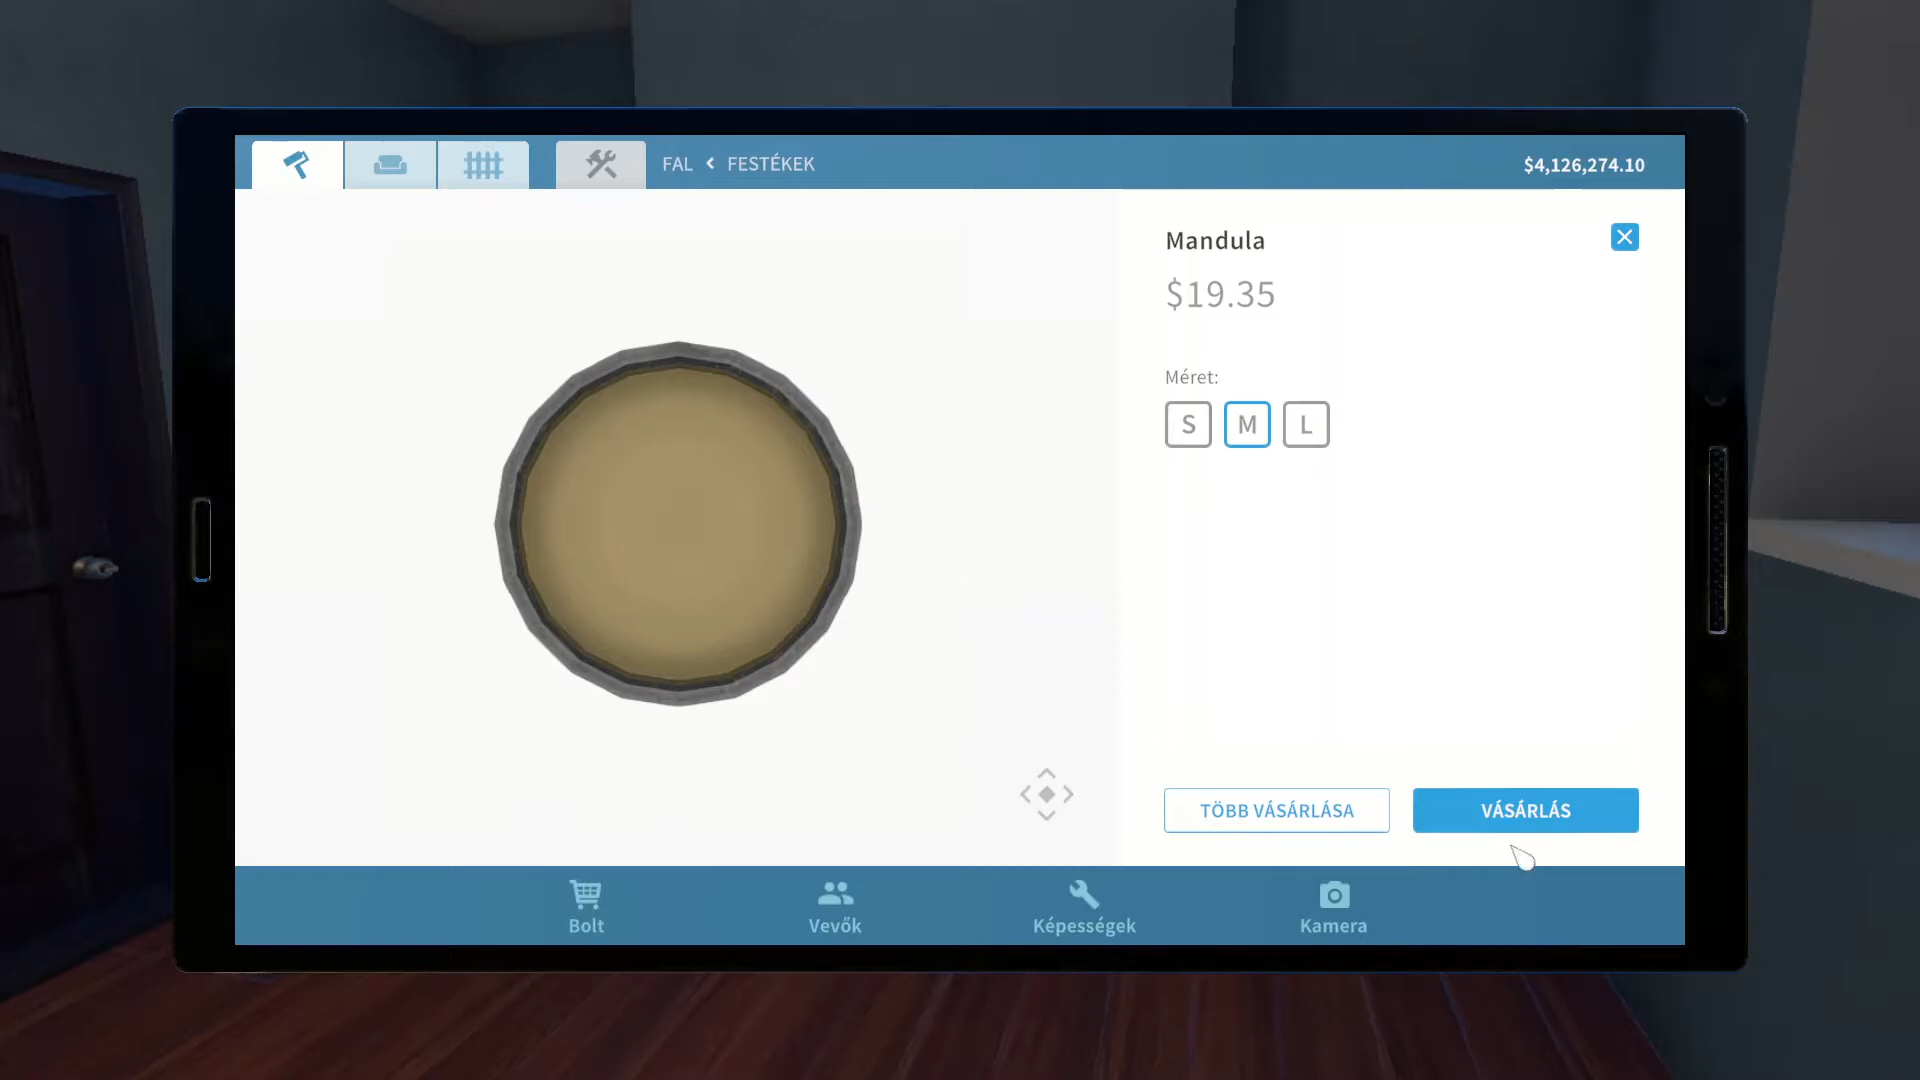 FAL < FESTÉKEK
$4,126,274.10
Mandula
$19.35
Méret:
S M L
TÖBB VÁSÁRLÁSA
VÁSÁRLÁS
Bolt
Vevők
Képességek
Kamera